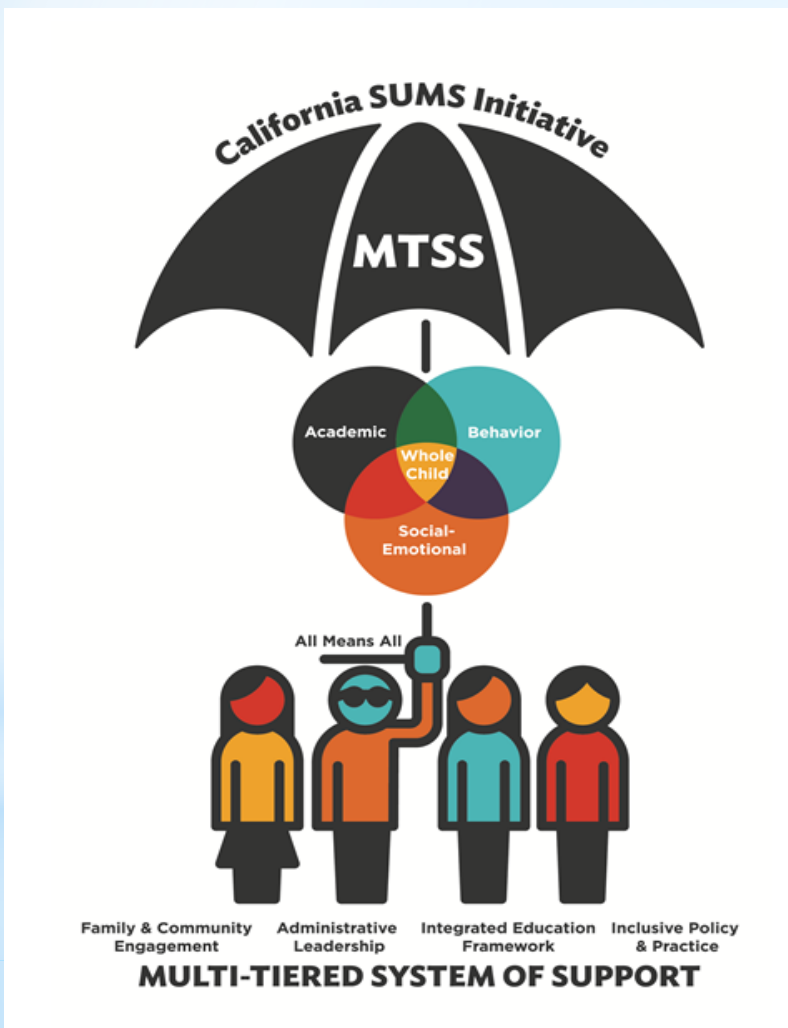 California SUMS Initiative
MTSS
Academic
Behavior
Whole
Child
Social-
Emotional
All Means All
Family & Community
Engagement
Administrative
Leadership
Integrated Education
Framework
Inclusive Policy
& Practice
MULTI-TIERED SYSTEM OF SUPPORT